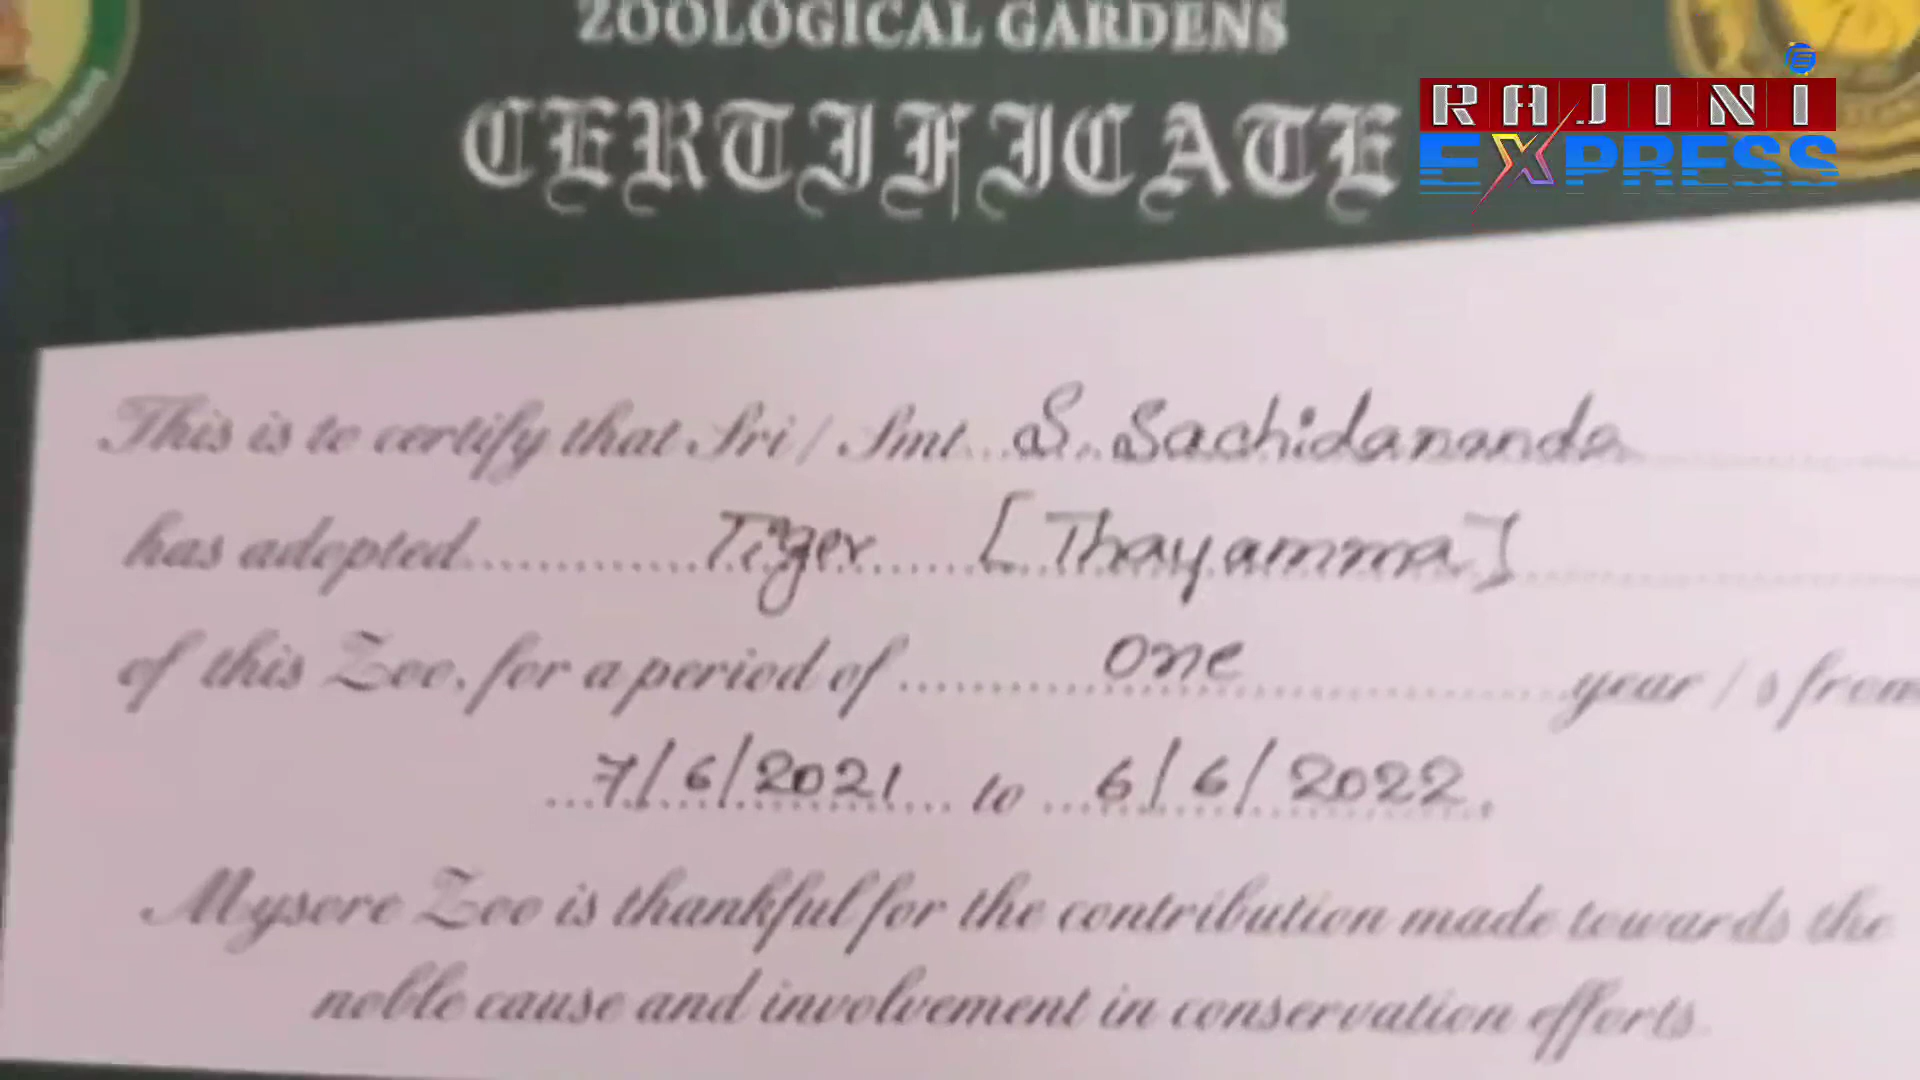 ZOOLOGICAL GARDENS
CERTIFICATE
RAJINI
EXPRESS
This is to certify that Sri / Smt... S. Sachidananda
has adopted............ Tiger ...... [Thayamma]
of this Zoo, for a period of ............ one ............ year / s from
...7/6/2021... to ...6/6/2022.
Mysore Zoo is thankful for the contribution made towards the
noble cause and involvement in conservation efforts.